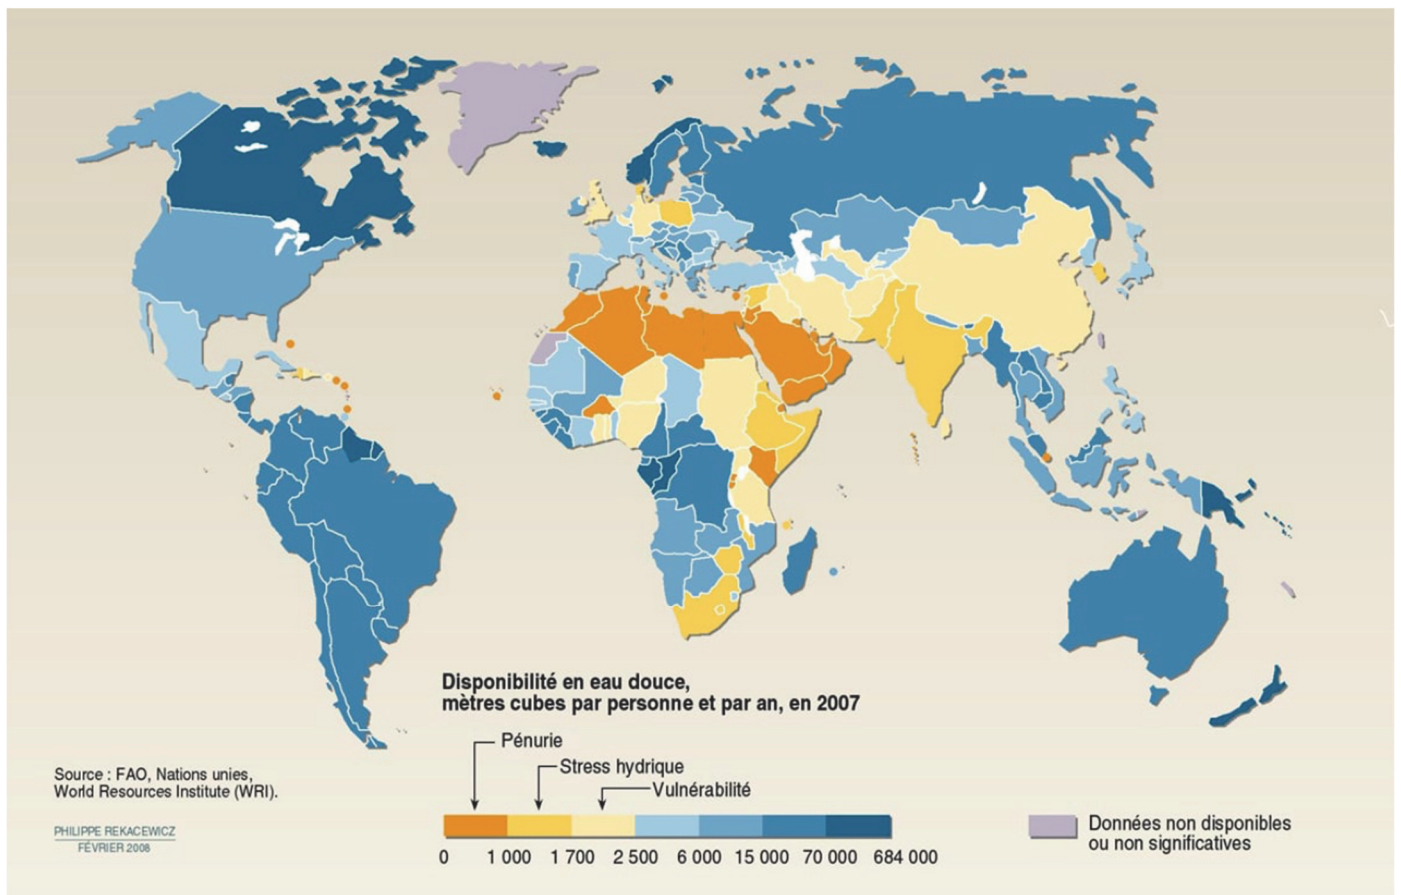 Disponibilité en eau douce,
mètres cubes par personne et par an, en 2007
Pénurie
Stress hydrique
Vulnérabilité
0 1 000 1 700 2 500 6 000 15 000 70 000 684 000
Données non disponibles
ou non significatives
Source : FAO, Nations unies,
World Resources Institute (WRI).
PHILIPPE REKACEWICZ
FÉVRIER 2008